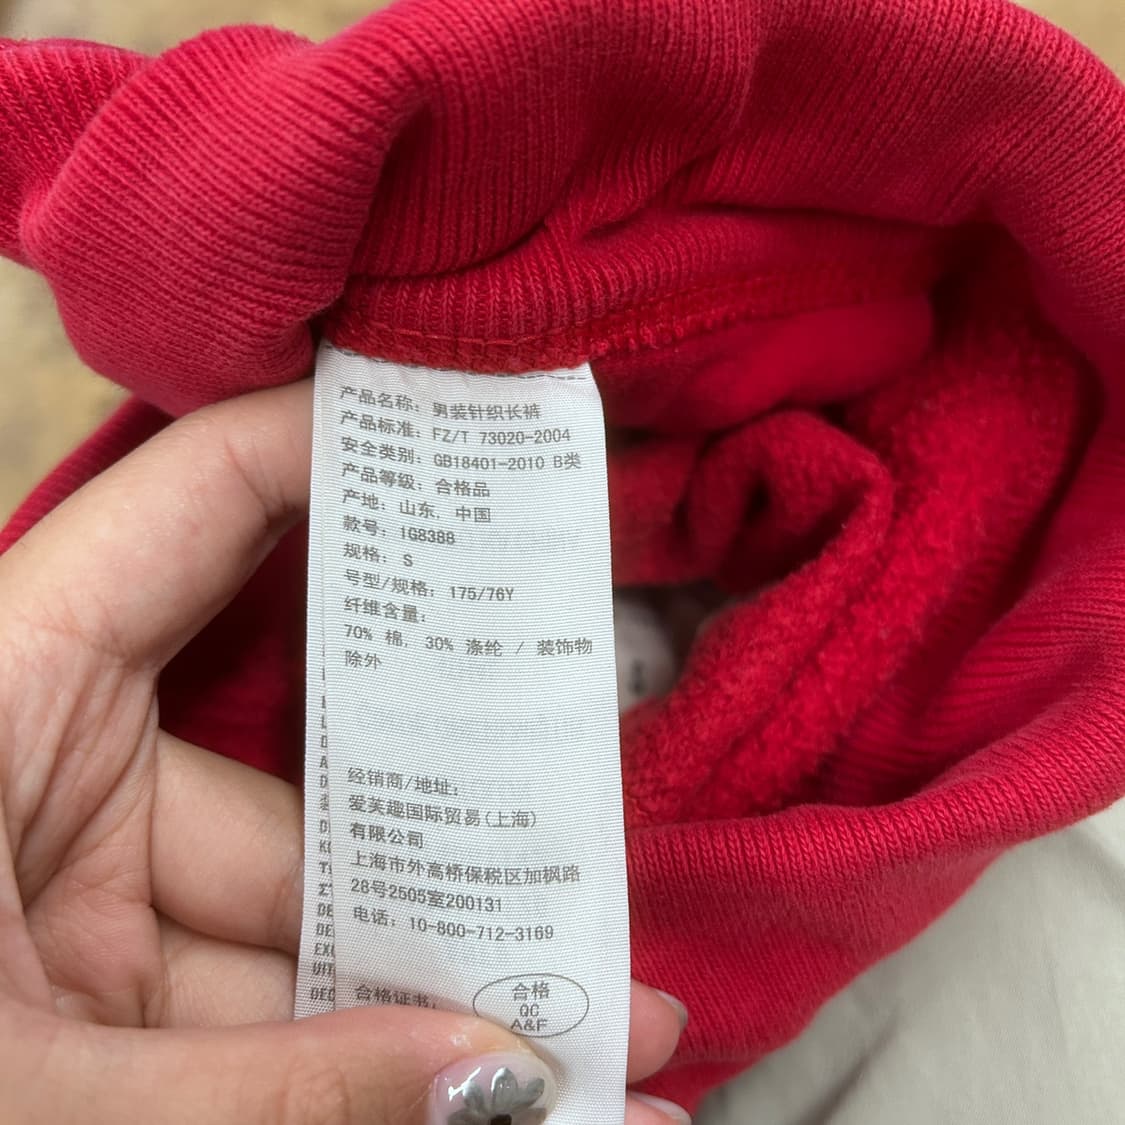 产品名称: 男装针织长裤
产品标准: FZ/T 73020-2004
安全类别: GB18401-2010 B类
产品等级: 合格品
产地: 山东, 中国
款号: 1G838B
规格: S
号型/规格: 175/76Y
纤维含量:
70% 棉, 30% 涤纶 / 装饰物
除外
经销商/地址:
爱芙趣国际贸易(上海)
有限公司
上海市外高桥保税区加枫路
28号2505室200131
电话: 10-800-712-3169
合格证书:
合格
QC
A&F